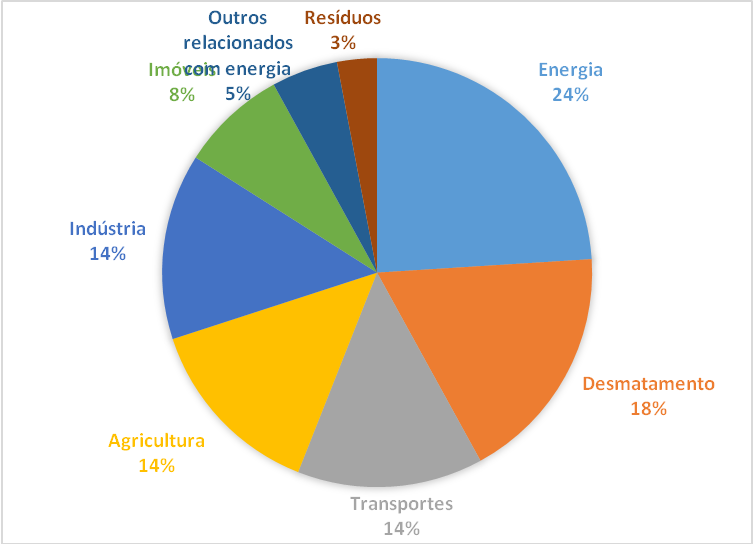 Outros
relacionados
com energia
5%
Resíduos
3%
Imóveis
8%
Energia
24%
Indústria
14%
Desmatamento
18%
Agricultura
14%
Transportes
14%